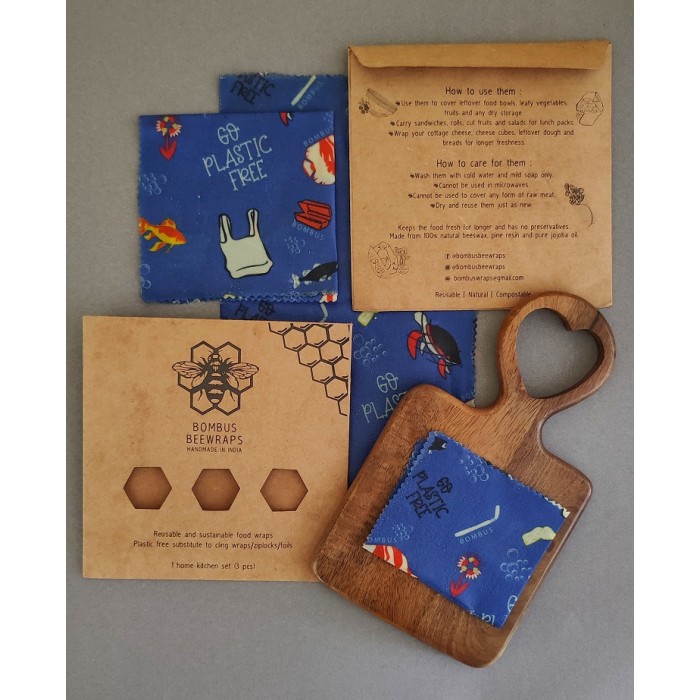 GO
PLASTIC
FREE
BOMBUS
BOMBUS
How to use them :
Use them to cover leftover food bowls, leafy vegetables,
fruits and any dry storage
Carry sandwiches, rolls, cut fruits and salads for lunch packs.
Wrap your cottage cheese, cheese cubes, leftover dough and
breads for longer freshness.
How to care for them :
Wash them with cold water and mild soap only.
Cannot be used in microwaves.
Cannot be used to cover any form of raw meat.
Dry and reuse them just as new.
Keeps the food fresh for longer and has no preservatives.
Made from 100% natural beeswax, pine resin and pure jojoba oil.
@bombusbeewraps
@bombusbeewraps
bombuswraps@gmail.com
Reusable | Natural | Compostable
BOMBUS
BEEWRAPS
HANDMADE IN INDIA
Reusable and sustainable food wraps
Plastic free substitute to cling wraps/ziplocks/foils
1 home kitchen set (3 pcs)
GO
PLAST
GO
PLASTIC
FREE
BOMBUS